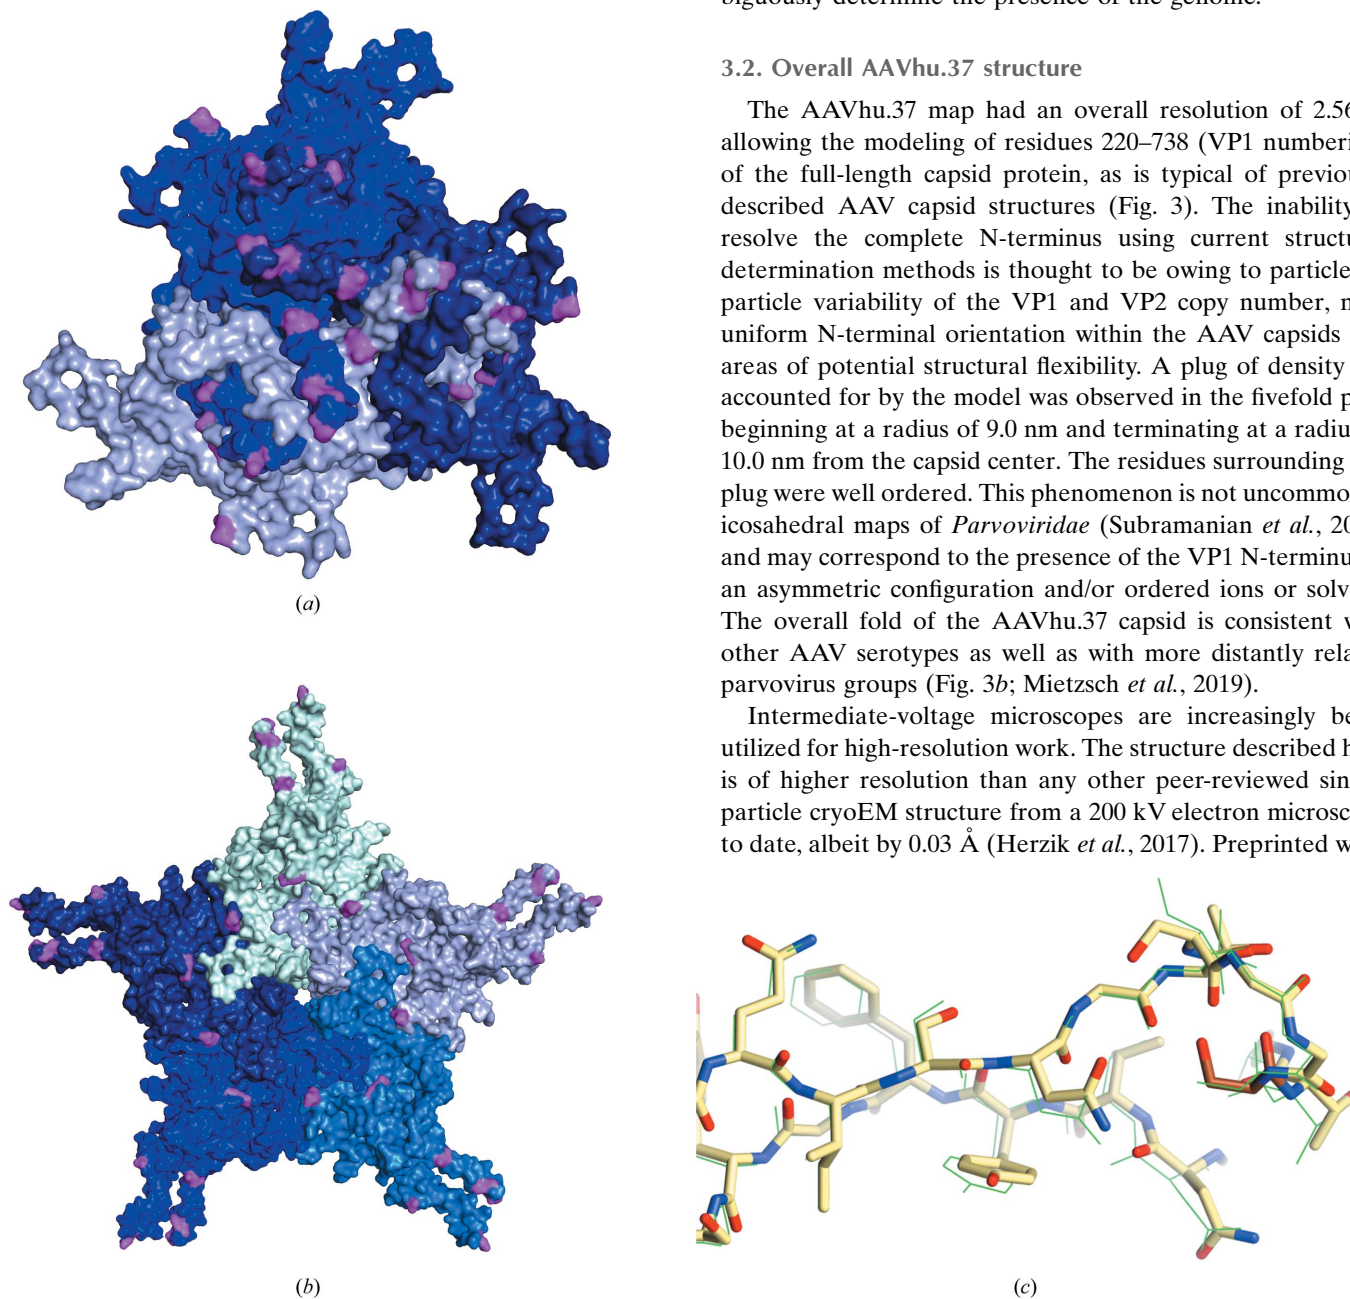 biguously determine the presence of the genome.
3.2. Overall AAVhu.37 structure
The AAVhu.37 map had an overall resolution of 2.56
allowing the modeling of residues 220–738 (VP1 numberi
of the full-length capsid protein, as is typical of previou
described AAV capsid structures (Fig. 3). The inability
resolve the complete N-terminus using current structu
determination methods is thought to be owing to particle
particle variability of the VP1 and VP2 copy number, n
uniform N-terminal orientation within the AAV capsids
areas of potential structural flexibility. A plug of density
accounted for by the model was observed in the fivefold p
beginning at a radius of 9.0 nm and terminating at a radiu
10.0 nm from the capsid center. The residues surrounding
plug were well ordered. This phenomenon is not uncommo
icosahedral maps of Parvoviridae (Subramanian et al., 20
and may correspond to the presence of the VP1 N-terminu
an asymmetric configuration and/or ordered ions or solv
The overall fold of the AAVhu.37 capsid is consistent v
other AAV serotypes as well as with more distantly rela
parvovirus groups (Fig. 3b; Mietzsch et al., 2019).
Intermediate-voltage microscopes are increasingly be
utilized for high-resolution work. The structure described h
is of higher resolution than any other peer-reviewed sin
particle cryoEM structure from a 200 kV electron microsc
to date, albeit by 0.03 Å (Herzik et al., 2017). Preprinted w
(a)
(b)
(c)